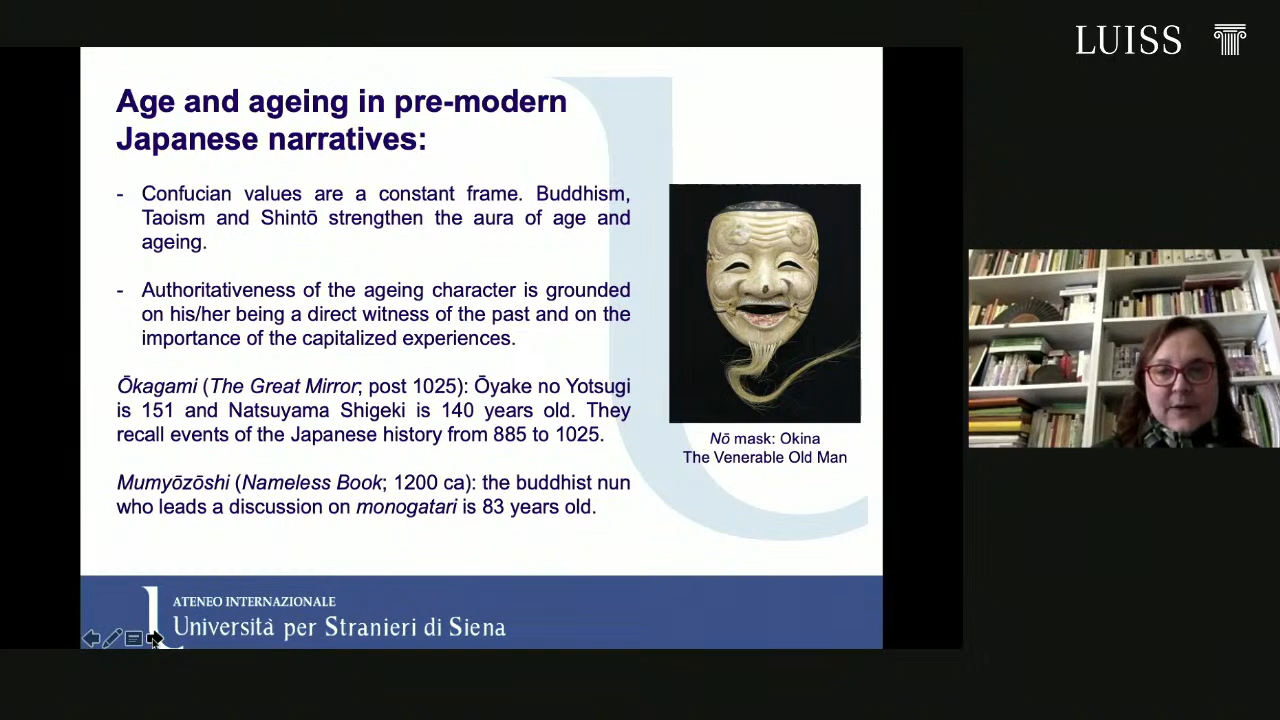 LUISS
Age and ageing in pre-modern
Japanese narratives:
- Confucian values are a constant frame. Buddhism,
Taoism and Shintō strengthen the aura of age and
ageing.
- Authoritativeness of the ageing character is grounded
on his/her being a direct witness of the past and on the
importance of the capitalized experiences.
Ōkagami (The Great Mirror; post 1025): Ōyake no Yotsugi
is 151 and Natsuyama Shigeki is 140 years old. They
recall events of the Japanese history from 885 to 1025.
Mumyōzōshi (Nameless Book; 1200 ca): the buddhist nun
who leads a discussion on monogatari is 83 years old.
Nō mask: Okina
The Venerable Old Man
ATENEO INTERNAZIONALE
Università per Stranieri di Siena